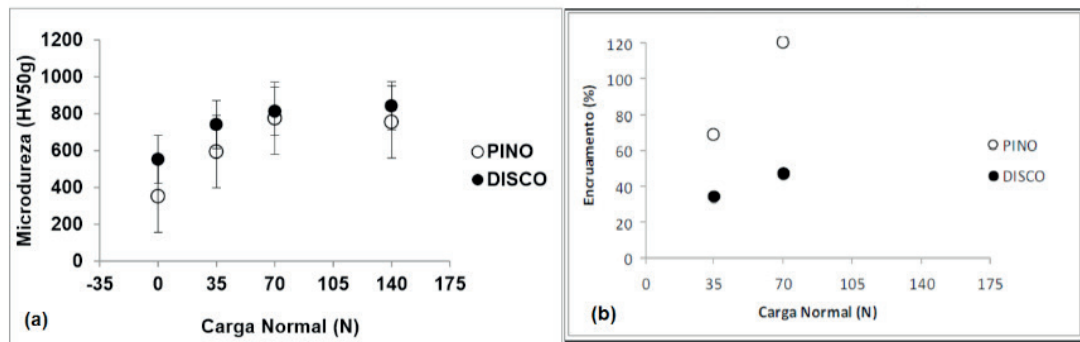 Microdureza (HV50g)
1200
1000
800
600
400
200
0
-35 0 35 70 105 140 175
Carga Normal (N)
PINO
DISCO
(a)
Encruamento (%)
120
100
80
60
40
20
0
0 35 70 105 140 175
Carga Normal (N)
PINO
DISCO
(b)